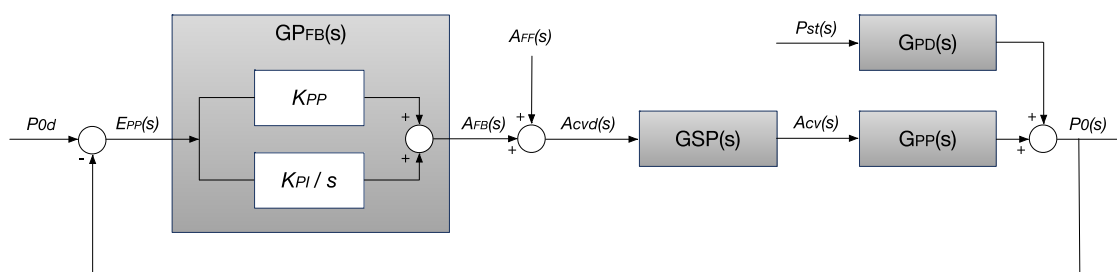 GPFB(s)
AFF(s)
Pst(s)
GPD(s)
KPP
P0d
EPP(s)
+
AFB(s)
+
Acvd(s)
GSP(s)
Acv(s)
GPP(s)
+
P0(s)
-
+
+
+
KPI / s